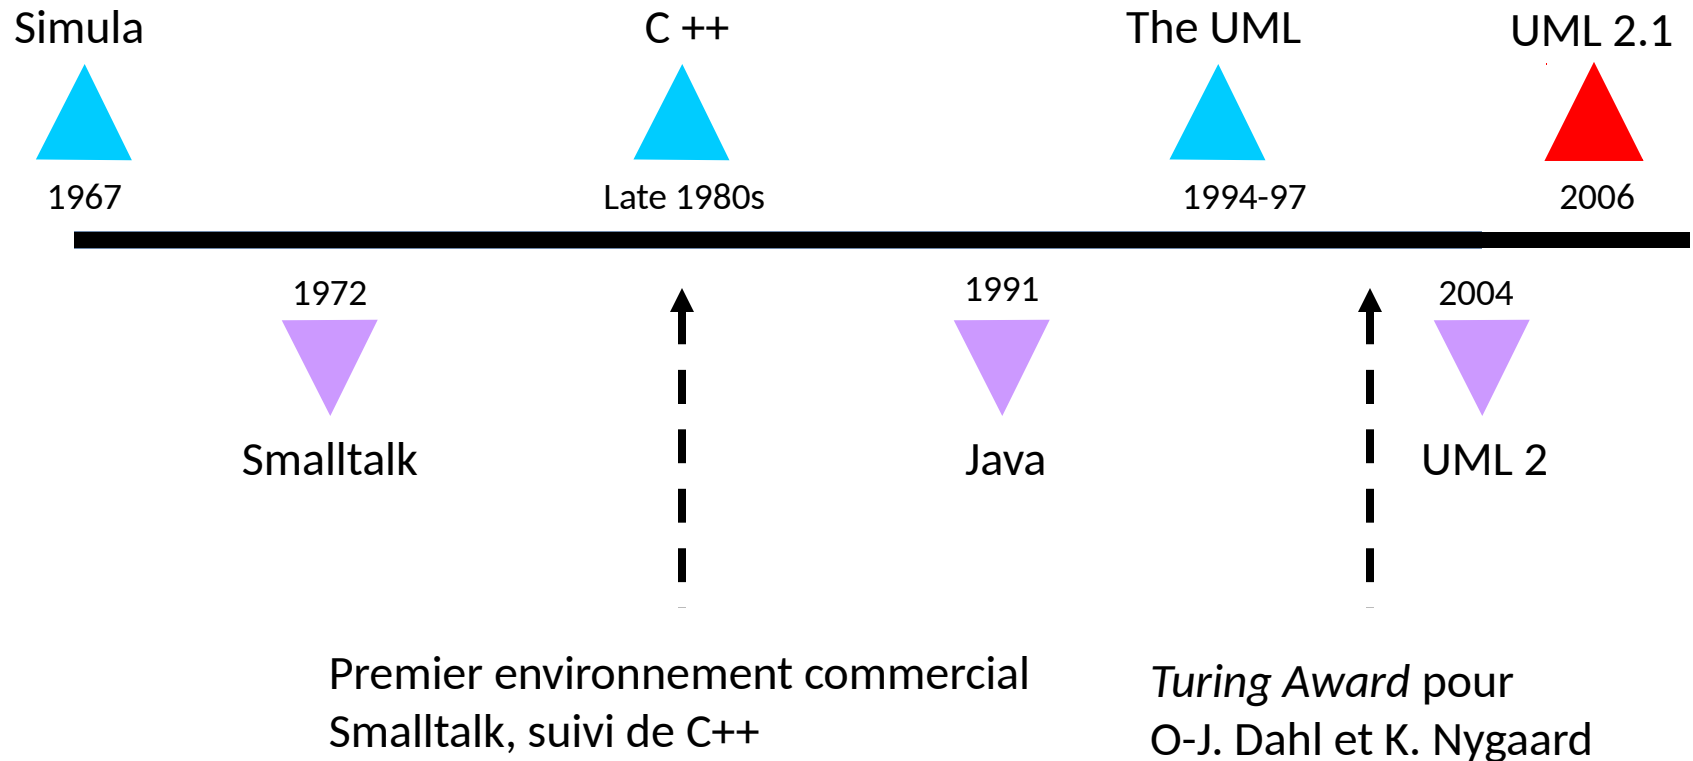 Simula
C ++
The UML
UML 2.1
1967
Late 1980s
1994-97
2006
1972
1991
2004
Smalltalk
Java
UML 2
Premier environnement commercial
Smalltalk, suivi de C++
Turing Award pour
O-J. Dahl et K. Nygaard